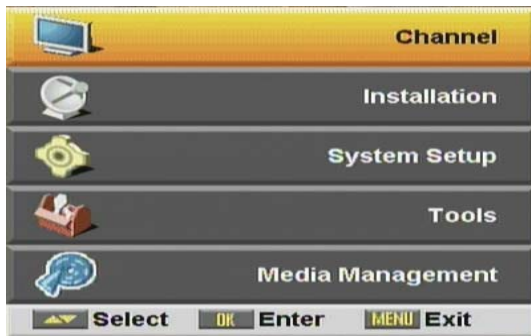 Channel
Installation
System Setup
Tools
Media Management
Select OK Enter MENU Exit